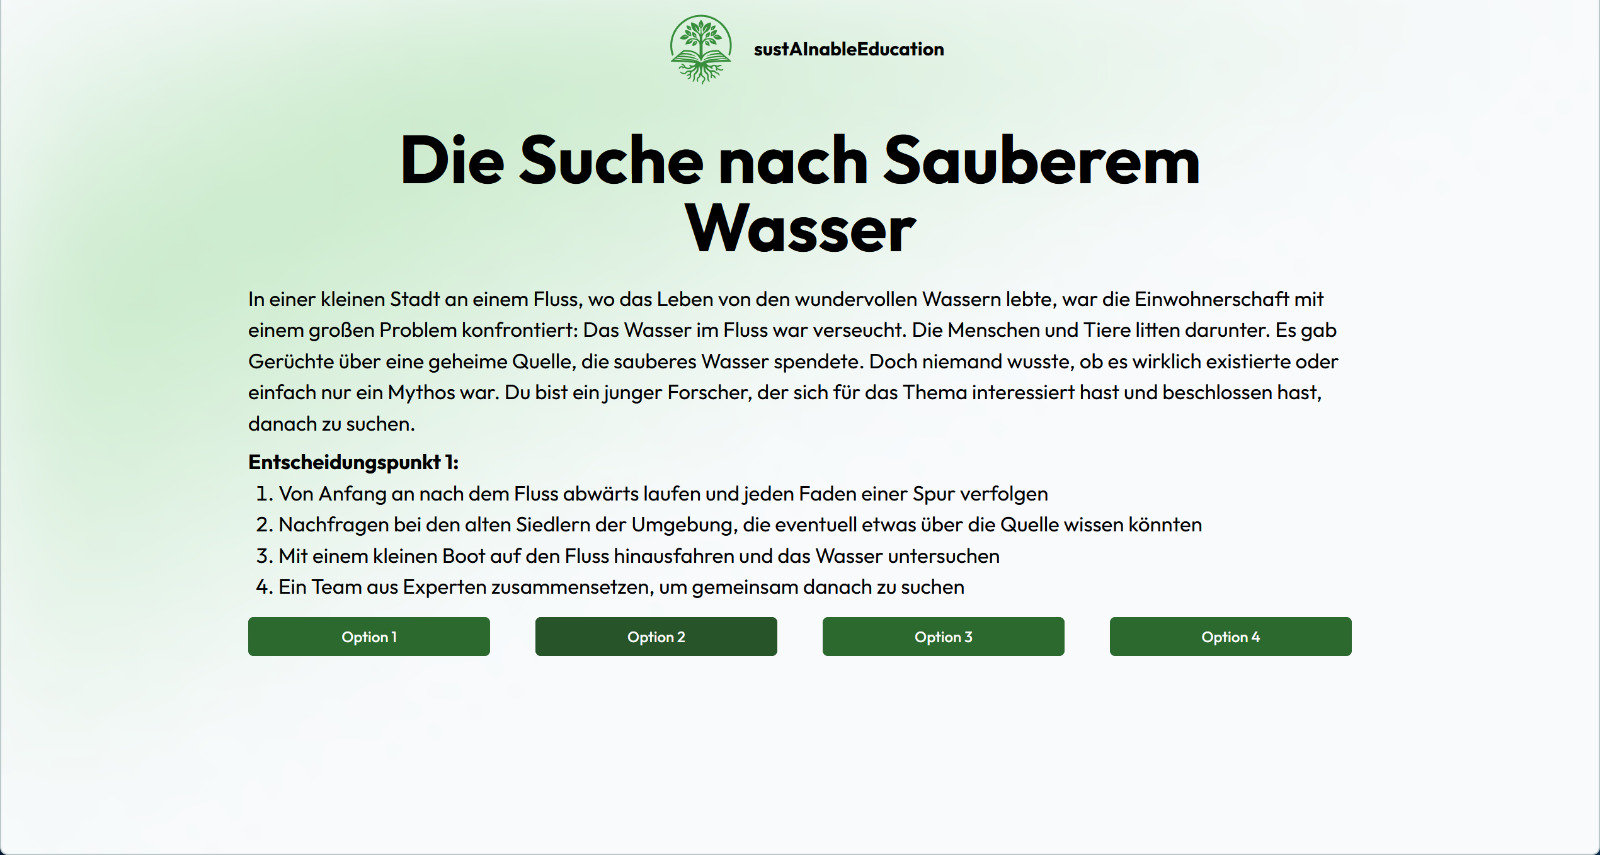 sustAInableEducation
Die Suche nach Sauberem
Wasser
In einer kleinen Stadt an einem Fluss, wo das Leben von den wundervollen Wassern lebte, war die Einwohnerschaft mit
einem großen Problem konfrontiert: Das Wasser im Fluss war verseucht. Die Menschen und Tiere litten darunter. Es gab
Gerüchte über eine geheime Quelle, die sauberes Wasser spendete. Doch niemand wusste, ob es wirklich existierte oder
einfach nur ein Mythos war. Du bist ein junger Forscher, der sich für das Thema interessiert hast und beschlossen hast,
danach zu suchen.
Entscheidungspunkt 1:
1. Von Anfang an nach dem Fluss abwärts laufen und jeden Faden einer Spur verfolgen
2. Nachfragen bei den alten Siedlern der Umgebung, die eventuell etwas über die Quelle wissen könnten
3. Mit einem kleinen Boot auf den Fluss hinausfahren und das Wasser untersuchen
4. Ein Team aus Experten zusammensetzen, um gemeinsam danach zu suchen
Option 1
Option 2
Option 3
Option 4